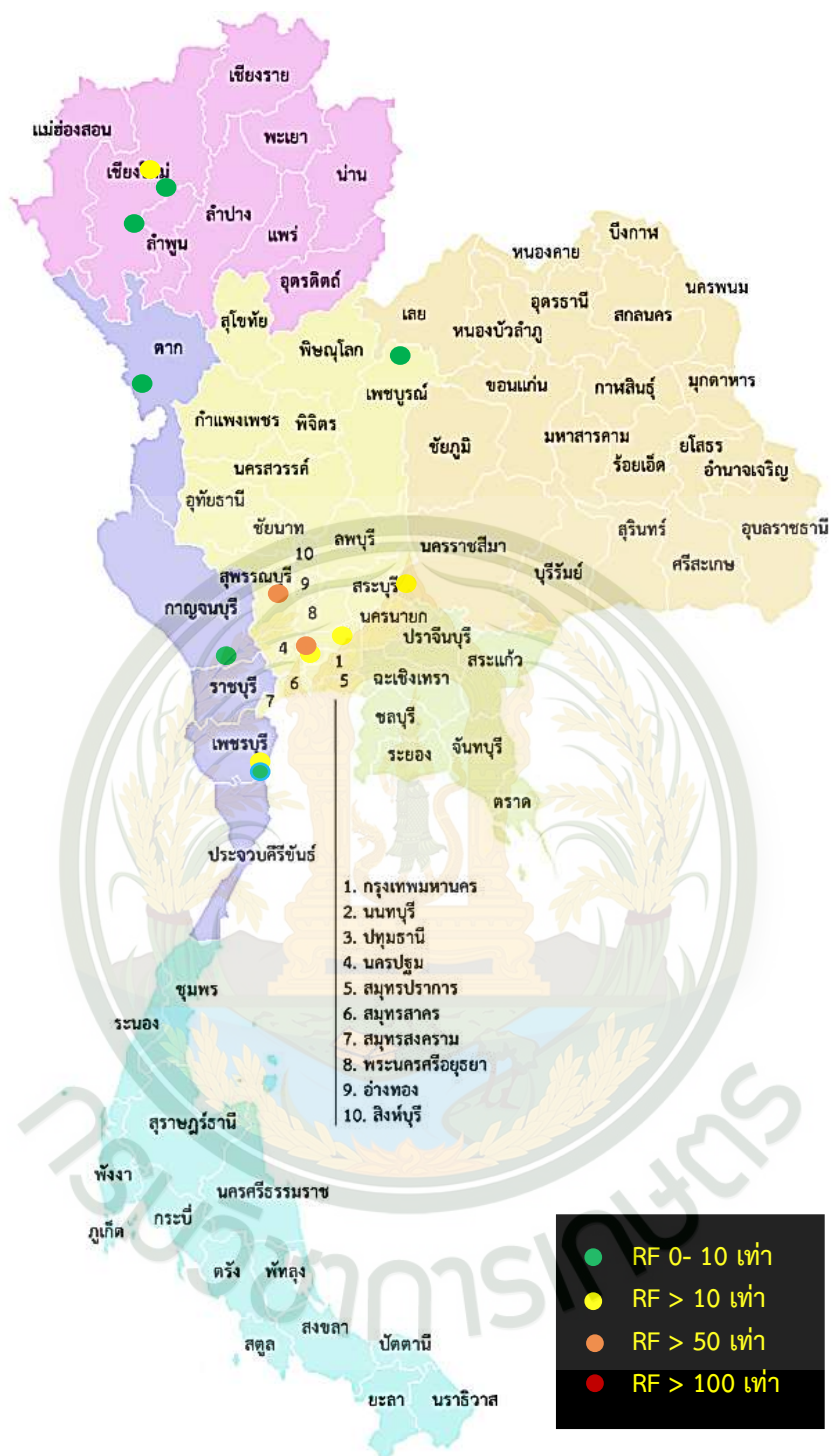 เชียงราย
แม่ฮ่องสอน
พะเยา
เชียงใหม่
น่าน
ลำปาง
แพร่
ลำพูน
อุตรดิตถ์
บึงกาฬ
หนองคาย
นครพนม
อุดรธานี
เลย
สกลนคร
สุโขทัย
หนองบัวลำภู
ตาก
พิษณุโลก
เพชรบูรณ์
ขอนแก่น
กาฬสินธุ์
มุกดาหาร
กำแพงเพชร
พิจิตร
ชัยภูมิ
มหาสารคาม
ยโสธร
ร้อยเอ็ด
อำนาจเจริญ
นครสวรรค์
อุทัยธานี
ชัยนาท
ลพบุรี
นครราชสีมา
สุรินทร์
อุบลราชธานี
10
ศรีสะเกษ
สุพรรณบุรี
9
สระบุรี
บุรีรัมย์
กาญจนบุรี
8
นครนายก
ปราจีนบุรี
4
1
สระแก้ว
ราชบุรี
6
5
ฉะเชิงเทรา
7
ชลบุรี
เพชรบุรี
ระยอง
จันทบุรี
ตราด
ประจวบคีรีขันธ์
1. กรุงเทพมหานคร
2. นนทบุรี
3. ปทุมธานี
4. นครปฐม
5. สมุทรปราการ
6. สมุทรสาคร
7. สมุทรสงคราม
8. พระนครศรีอยุธยา
9. อ่างทอง
10. สิงห์บุรี
ชุมพร
ระนอง
สุราษฎร์ธานี
พังงา
นครศรีธรรมราช
กระบี่
ภูเก็ต
ตรัง
พัทลุง
สงขลา
สตูล
ปัตตานี
ยะลา
นราธิวาส
กรมวิชาการเกษตร
RF 0- 10 เท่า
RF > 10 เท่า
RF > 50 เท่า
RF > 100 เท่า